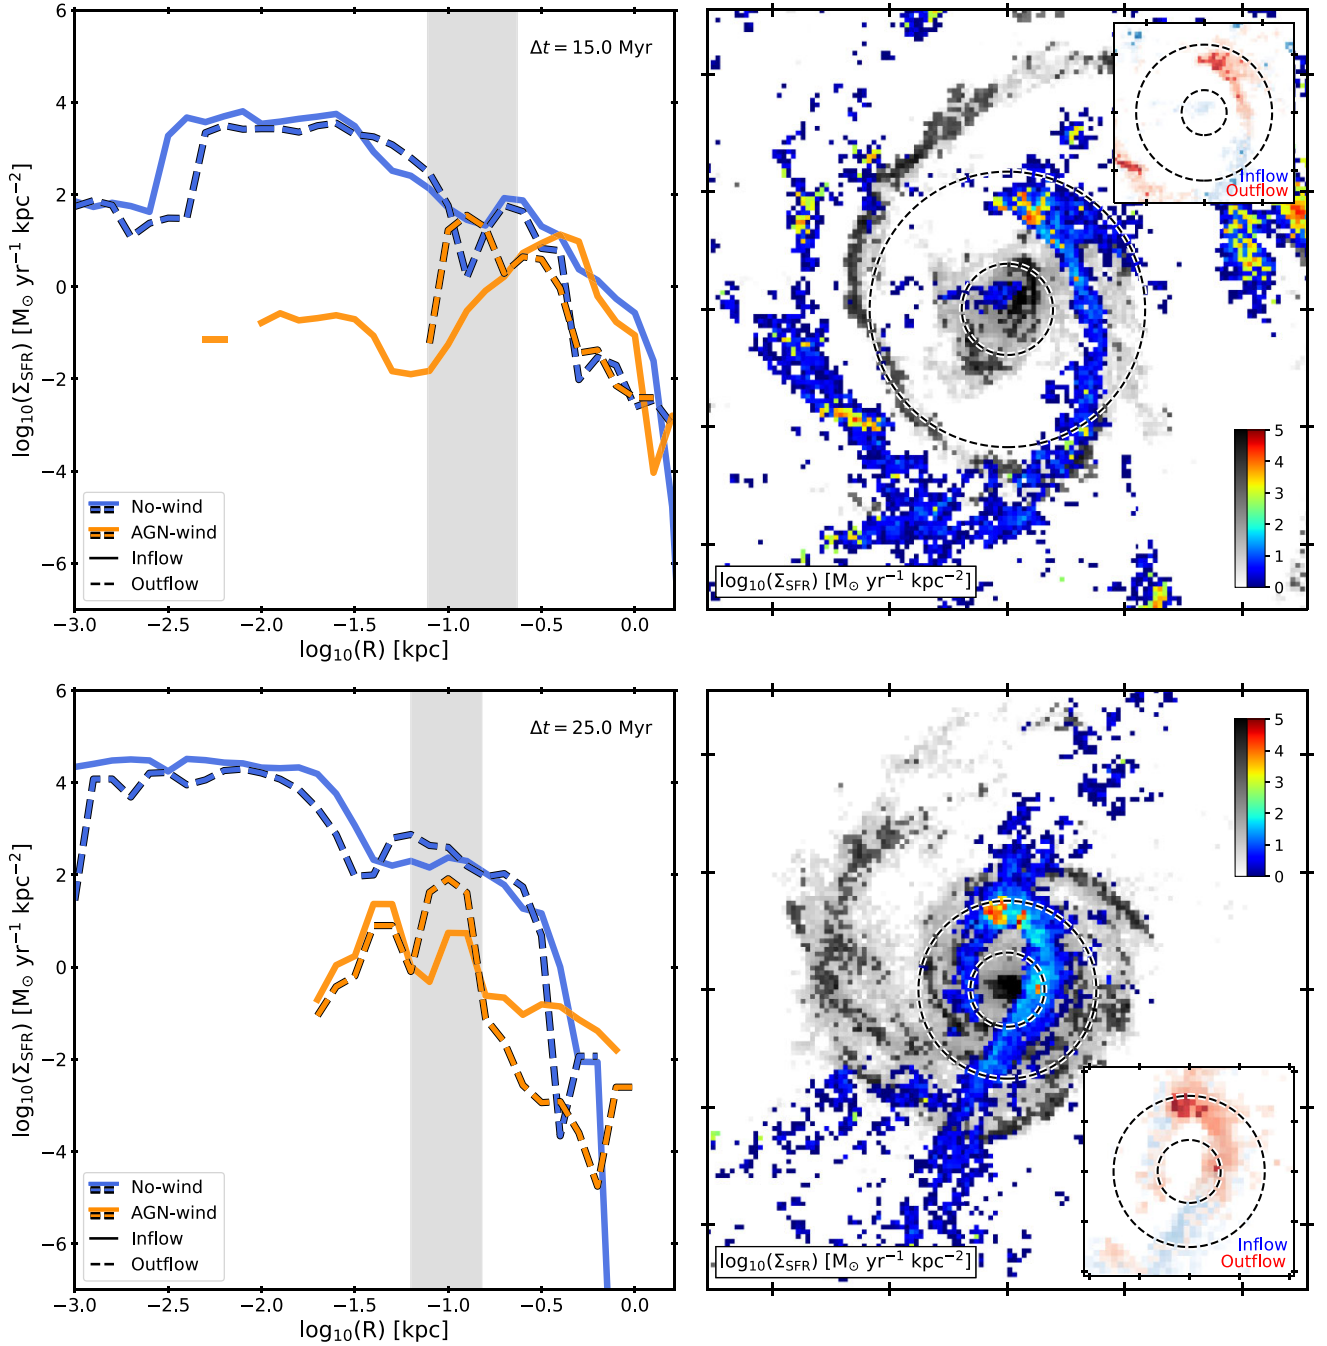 6
4
2
0
−2
−4
−6
log₁₀(Σ_SFR) [M⊙ yr⁻¹ kpc⁻²]
Δt = 15.0 Myr
No-wind
AGN-wind
Inflow
Outflow
−3.0 −2.5 −2.0 −1.5 −1.0 −0.5 0.0
log₁₀(R) [kpc]
Inflow
Outflow
5
4
3
2
1
0
log₁₀(Σ_SFR) [M⊙ yr⁻¹ kpc⁻²]
6
4
2
0
−2
−4
−6
log₁₀(Σ_SFR) [M⊙ yr⁻¹ kpc⁻²]
Δt = 25.0 Myr
No-wind
AGN-wind
Inflow
Outflow
−3.0 −2.5 −2.0 −1.5 −1.0 −0.5 0.0
log₁₀(R) [kpc]
5
4
3
2
1
0
Inflow
Outflow
log₁₀(Σ_SFR) [M⊙ yr⁻¹ kpc⁻²]